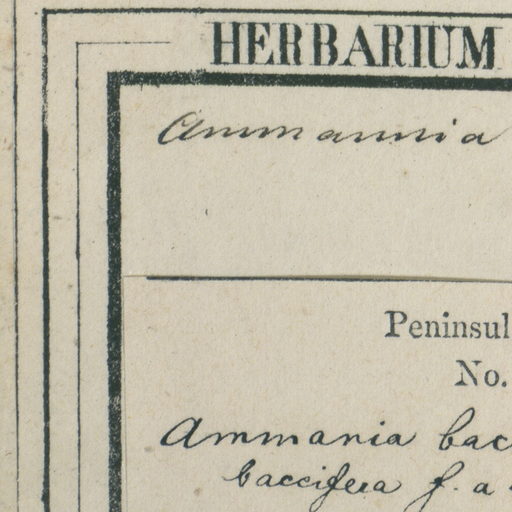 HERBARIUM
Ammannia
Peninsul
No.
Ammania bac
baccifera f. a